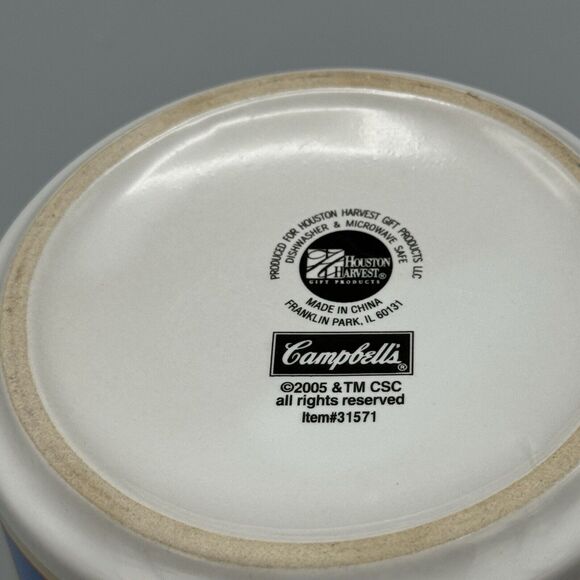 PRODUCED FOR HOUSTON HARVEST GIFT PRODUCTS LLC
DISHWASHER & MICROWAVE SAFE
HOUSTON
HARVEST®
GIFT PRODUCTS
MADE IN CHINA
FRANKLIN PARK, IL 60131
Campbell's®
©2005 &TM CSC
all rights reserved
Item#31571